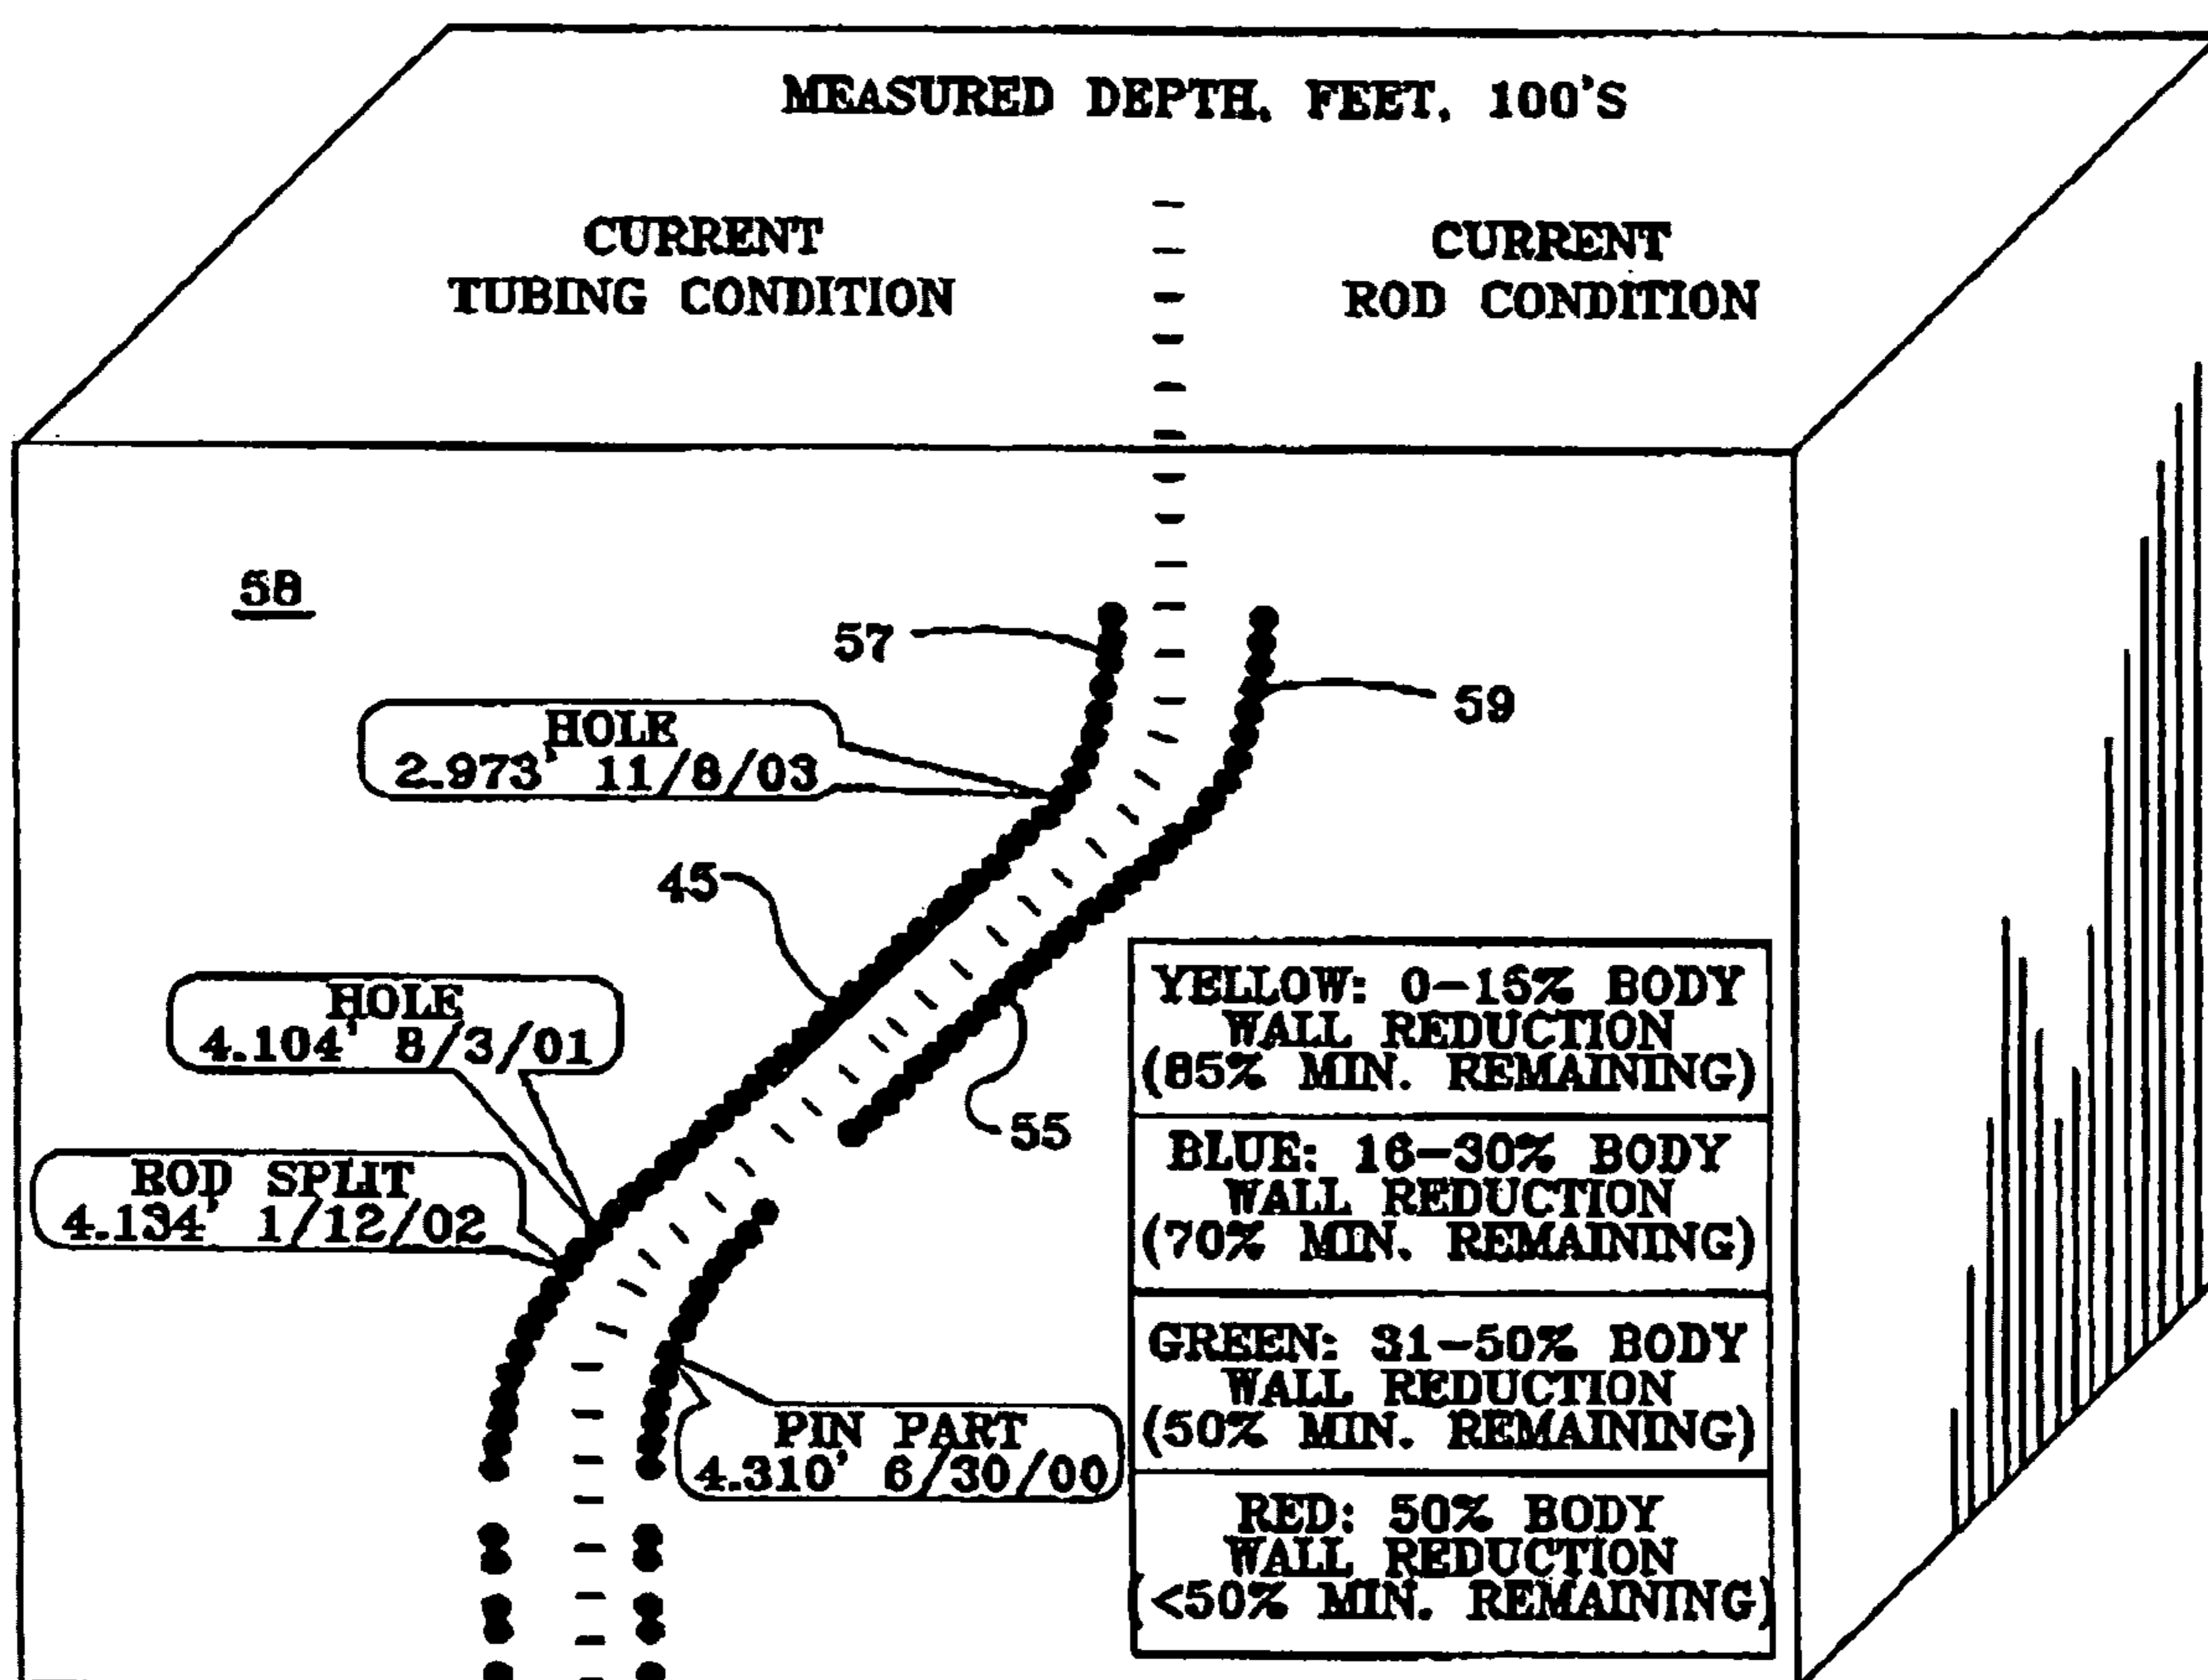 MEASURED DEPTH, FEET, 100'S
CURRENT
TUBING CONDITION
CURRENT
ROD CONDITION
58
57
59
HOLE
2.973' 11/8/03
45
HOLE
4.104' 8/3/01
55
ROD SPLIT
4.134' 1/12/02
PIN PART
4.310' 6/30/00
YELLOW: 0-15% BODY
WALL REDUCTION
(85% MIN. REMAINING)
BLUE: 16-30% BODY
WALL REDUCTION
(70% MIN. REMAINING)
GREEN: 31-50% BODY
WALL REDUCTION
(50% MIN. REMAINING)
RED: 50% BODY
WALL REDUCTION
(<50% MIN. REMAINING)